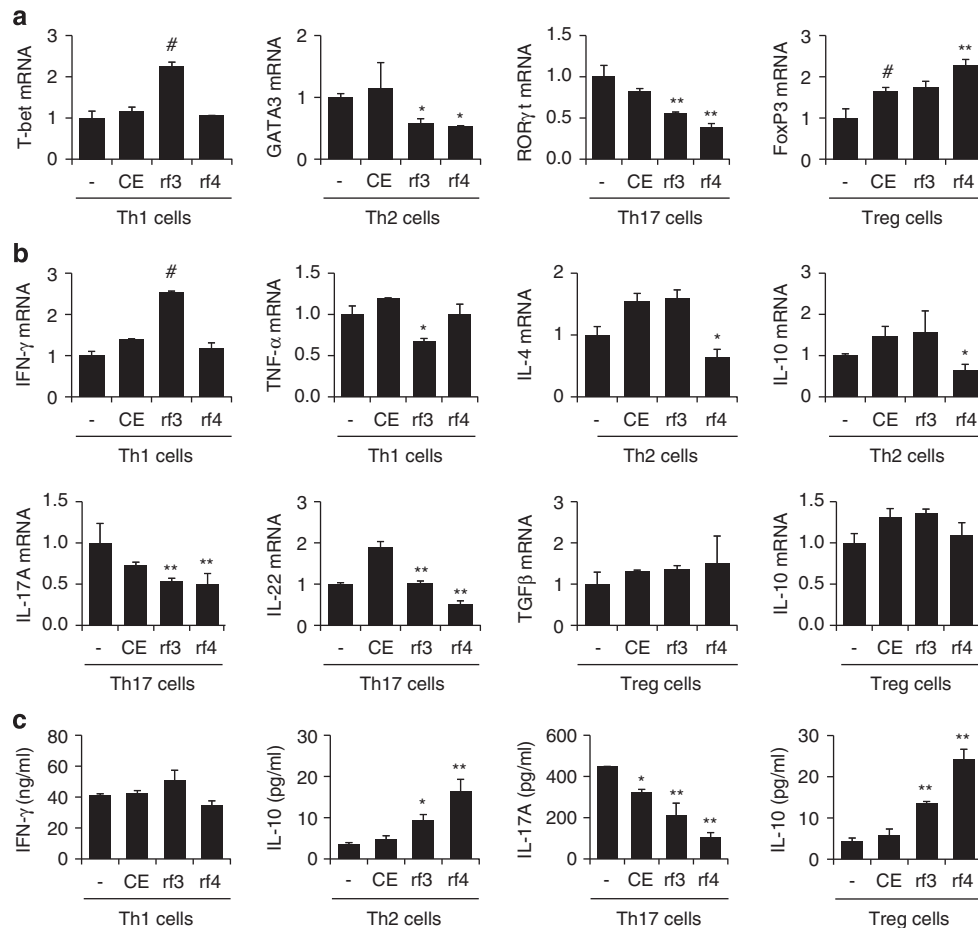 a
T-bet mRNA
3
2
1
0
#
- CE rf3 rf4
Th1 cells
GATA3 mRNA
2
1
0
* *
- CE rf3 rf4
Th2 cells
RORγt mRNA
1.5
1.0
0.5
0.0
** **
- CE rf3 rf4
Th17 cells
FoxP3 mRNA
3
2
1
0
# **
- CE rf3 rf4
Treg cells
b
IFN-γ mRNA
3
2
1
0
#
- CE rf3 rf4
Th1 cells
TNF-α mRNA
1.5
1.0
0.5
0.0
*
- CE rf3 rf4
Th1 cells
IL-4 mRNA
2
1
0
*
- CE rf3 rf4
Th2 cells
IL-10 mRNA
3
2
1
0
*
- CE rf3 rf4
Th2 cells
IL-17A mRNA
1.5
1.0
0.5
0.0
** **
- CE rf3 rf4
Th17 cells
IL-22 mRNA
3
2
1
0
** **
- CE rf3 rf4
Th17 cells
TGFβ mRNA
3
2
1
0
- CE rf3 rf4
Treg cells
IL-10 mRNA
1.5
1.0
0.5
0.0
- CE rf3 rf4
Treg cells
c
IFN-γ (ng/ml)
80
60
40
20
0
- CE rf3 rf4
Th1 cells
IL-10 (pg/ml)
30
20
10
0
* **
- CE rf3 rf4
Th2 cells
IL-17A (pg/ml)
600
400
200
0
* ** **
- CE rf3 rf4
Th17 cells
IL-10 (pg/ml)
30
20
10
0
** **
- CE rf3 rf4
Treg cells